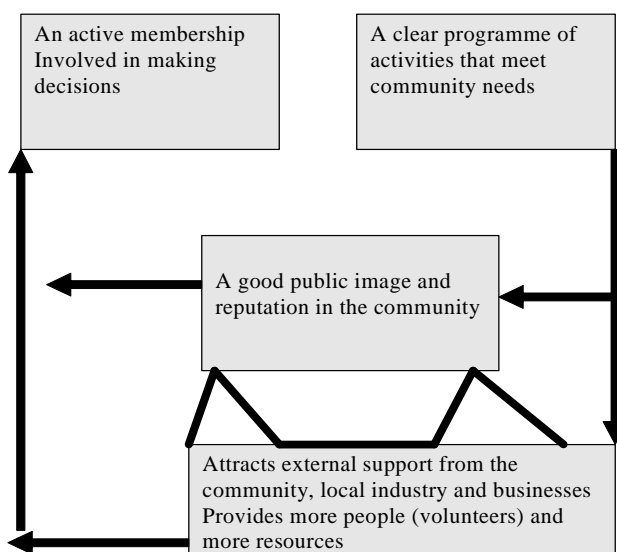 An active membership
Involved in making
decisions
A clear programme of
activities that meet
community needs
A good public image and
reputation in the community
Attracts external support from the
community, local industry and businesses
Provides more people (volunteers) and
more resources